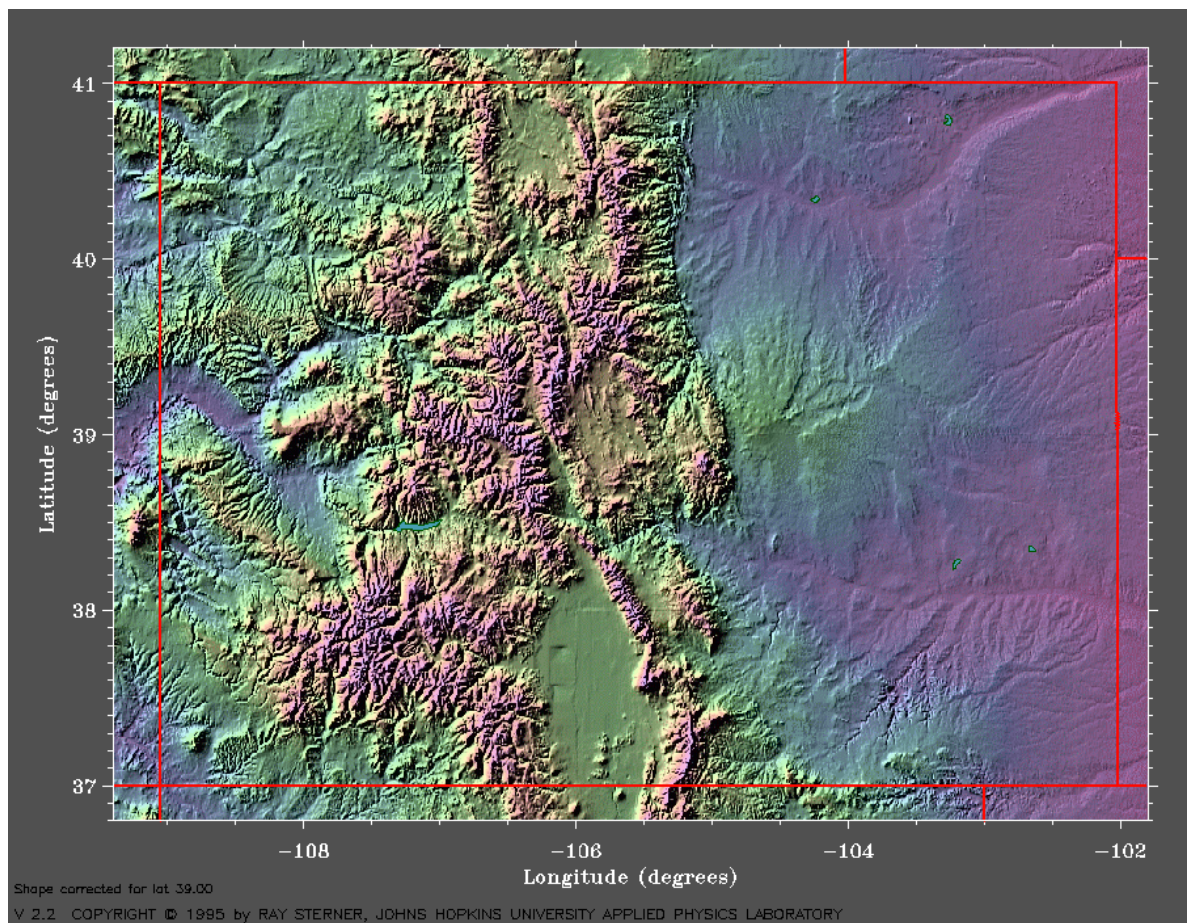 41
40
39
38
37
Latitude (degrees)
-108 -106 -104 -102
Longitude (degrees)
Shape corrected for lat 39.00
V 2.2 COPYRIGHT © 1995 by RAY STERNER, JOHNS HOPKINS UNIVERSITY APPLIED PHYSICS LABORATORY